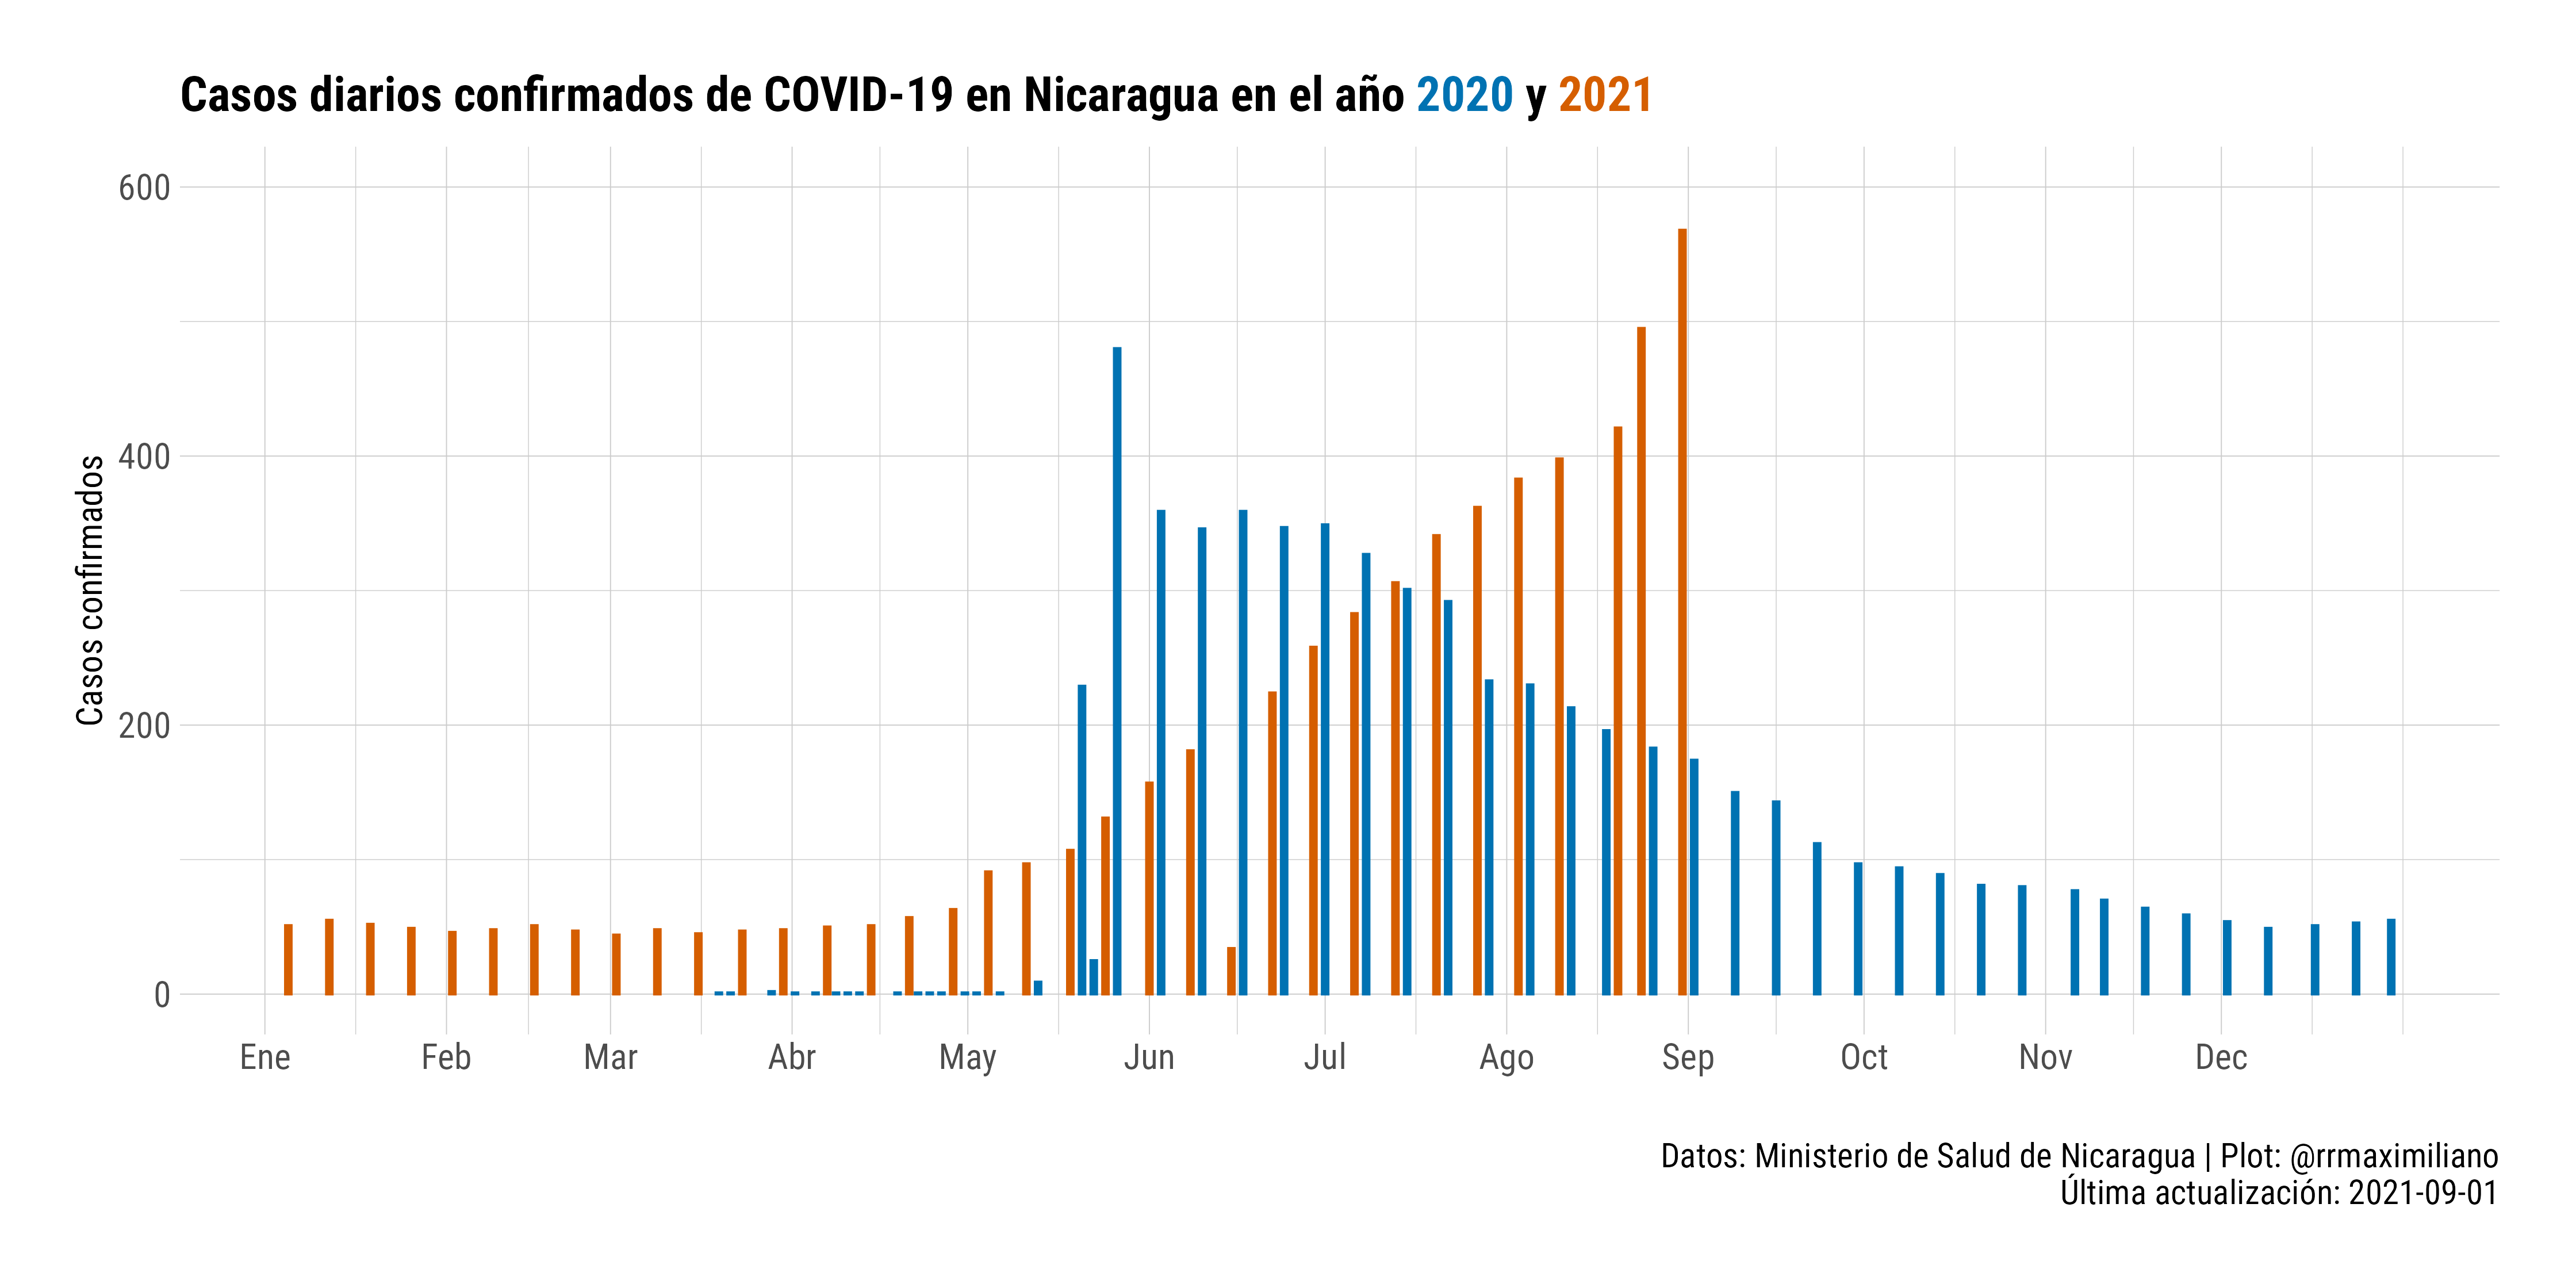 Casos diarios confirmados de COVID-19 en Nicaragua en el año 2020 y 2021
Casos confirmados
600
400
200
0
Ene Feb Mar Abr May Jun Jul Ago Sep Oct Nov Dec
Datos: Ministerio de Salud de Nicaragua | Plot: @rrmaximiliano
Última actualización: 2021-09-01